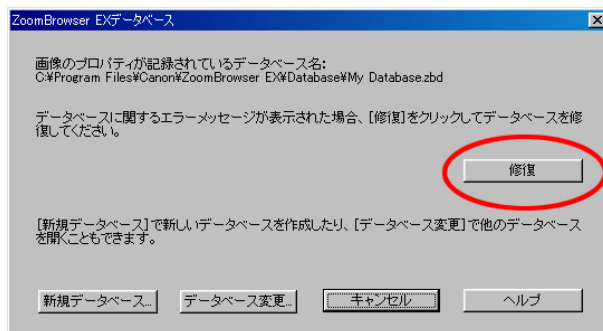 ZoomBrowser EXデータベース
画像のプロパティが記録されているデータベース名:
C:¥Program Files¥Canon¥ZoomBrowser EX¥Database¥My Database.zbd
データベースに関するエラーメッセージが表示された場合、[修復]をクリックしてデータベースを修
復してください。
修復
[新規データベース]で新しいデータベースを作成したり、[データベース変更]で他のデータベース
を開くこともできます。
新規データベース... データベース変更... キャンセル ヘルプ